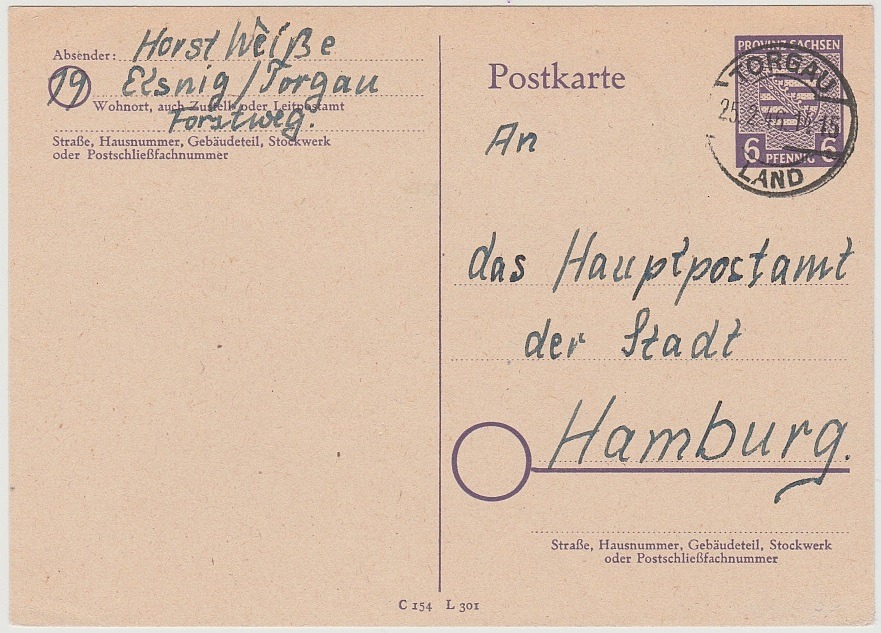 Absender: Horst Weiße
19 Elsnig/Torgau
Wohnort, auch Zustell- oder Leitpostamt
Forstweg.
Straße, Hausnummer, Gebäudeteil, Stockwerk
oder Postschließfachnummer
Postkarte
PROVINZ SACHSEN
6 PFENNIG 6
TORGAU
LAND
An
das Hauptpostamt
der Stadt
Hamburg.
Straße, Hausnummer, Gebäudeteil, Stockwerk
oder Postschließfachnummer
C 154 L 301